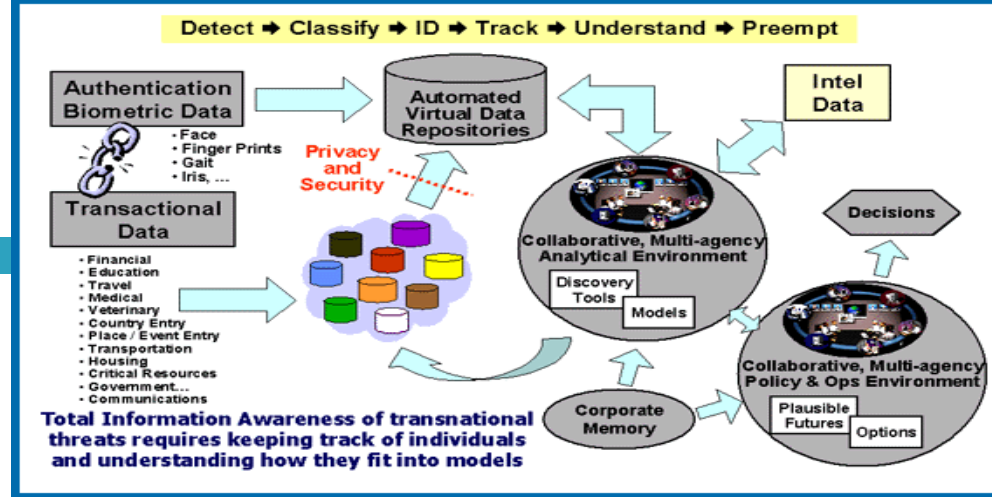 Detect ➔ Classify ➔ ID ➔ Track ➔ Understand ➔ Preempt
Authentication
Biometric Data
• Face
• Finger Prints
• Gait
• Iris, ...
Automated
Virtual Data
Repositories
Intel
Data
Privacy
and
Security
Transactional
Data
• Financial
• Education
• Travel
• Medical
• Veterinary
• Country Entry
• Place / Event Entry
• Transportation
• Housing
• Critical Resources
• Government...
• Communications
Collaborative, Multi-agency
Analytical Environment
Discovery
Tools
Models
Decisions
Collaborative, Multi-agency
Policy & Ops Environment
Plausible
Futures
Options
Corporate
Memory
Total Information Awareness of transnational
threats requires keeping track of individuals
and understanding how they fit into models